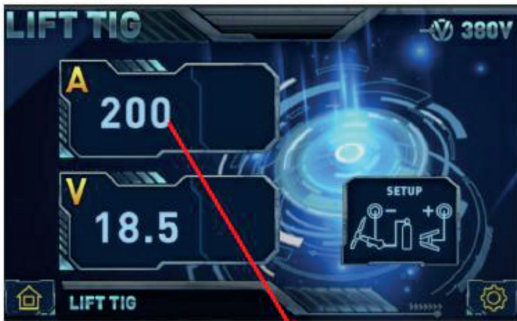 LIFT TIG
380V
A
200
V
18.5
SETUP
- +
LIFT TIG